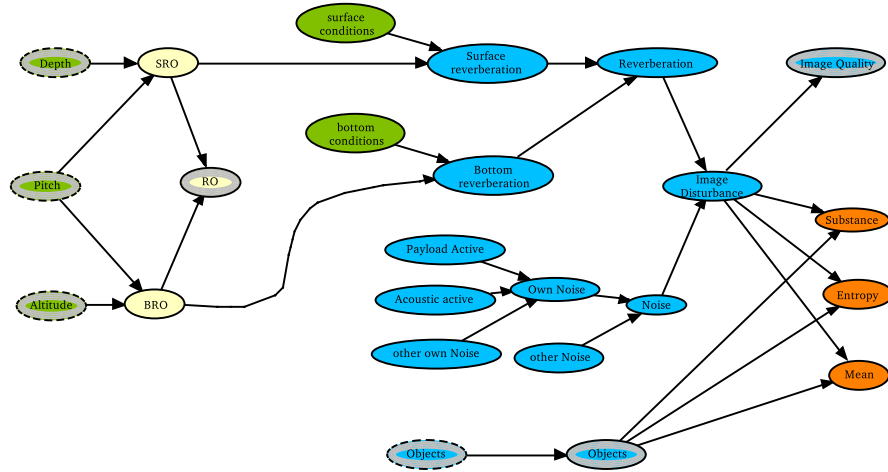 surface
conditions
Depth
SRO
Surface
reverberation
Reverberation
Image Quality
bottom
conditions
Bottom
reverberation
Pitch
RO
Image
Disturbance
Substance
Payload Active
Own Noise
Acoustic active
Altitude
BRO
Noise
Entropy
other own Noise
other Noise
Mean
Objects
Objects